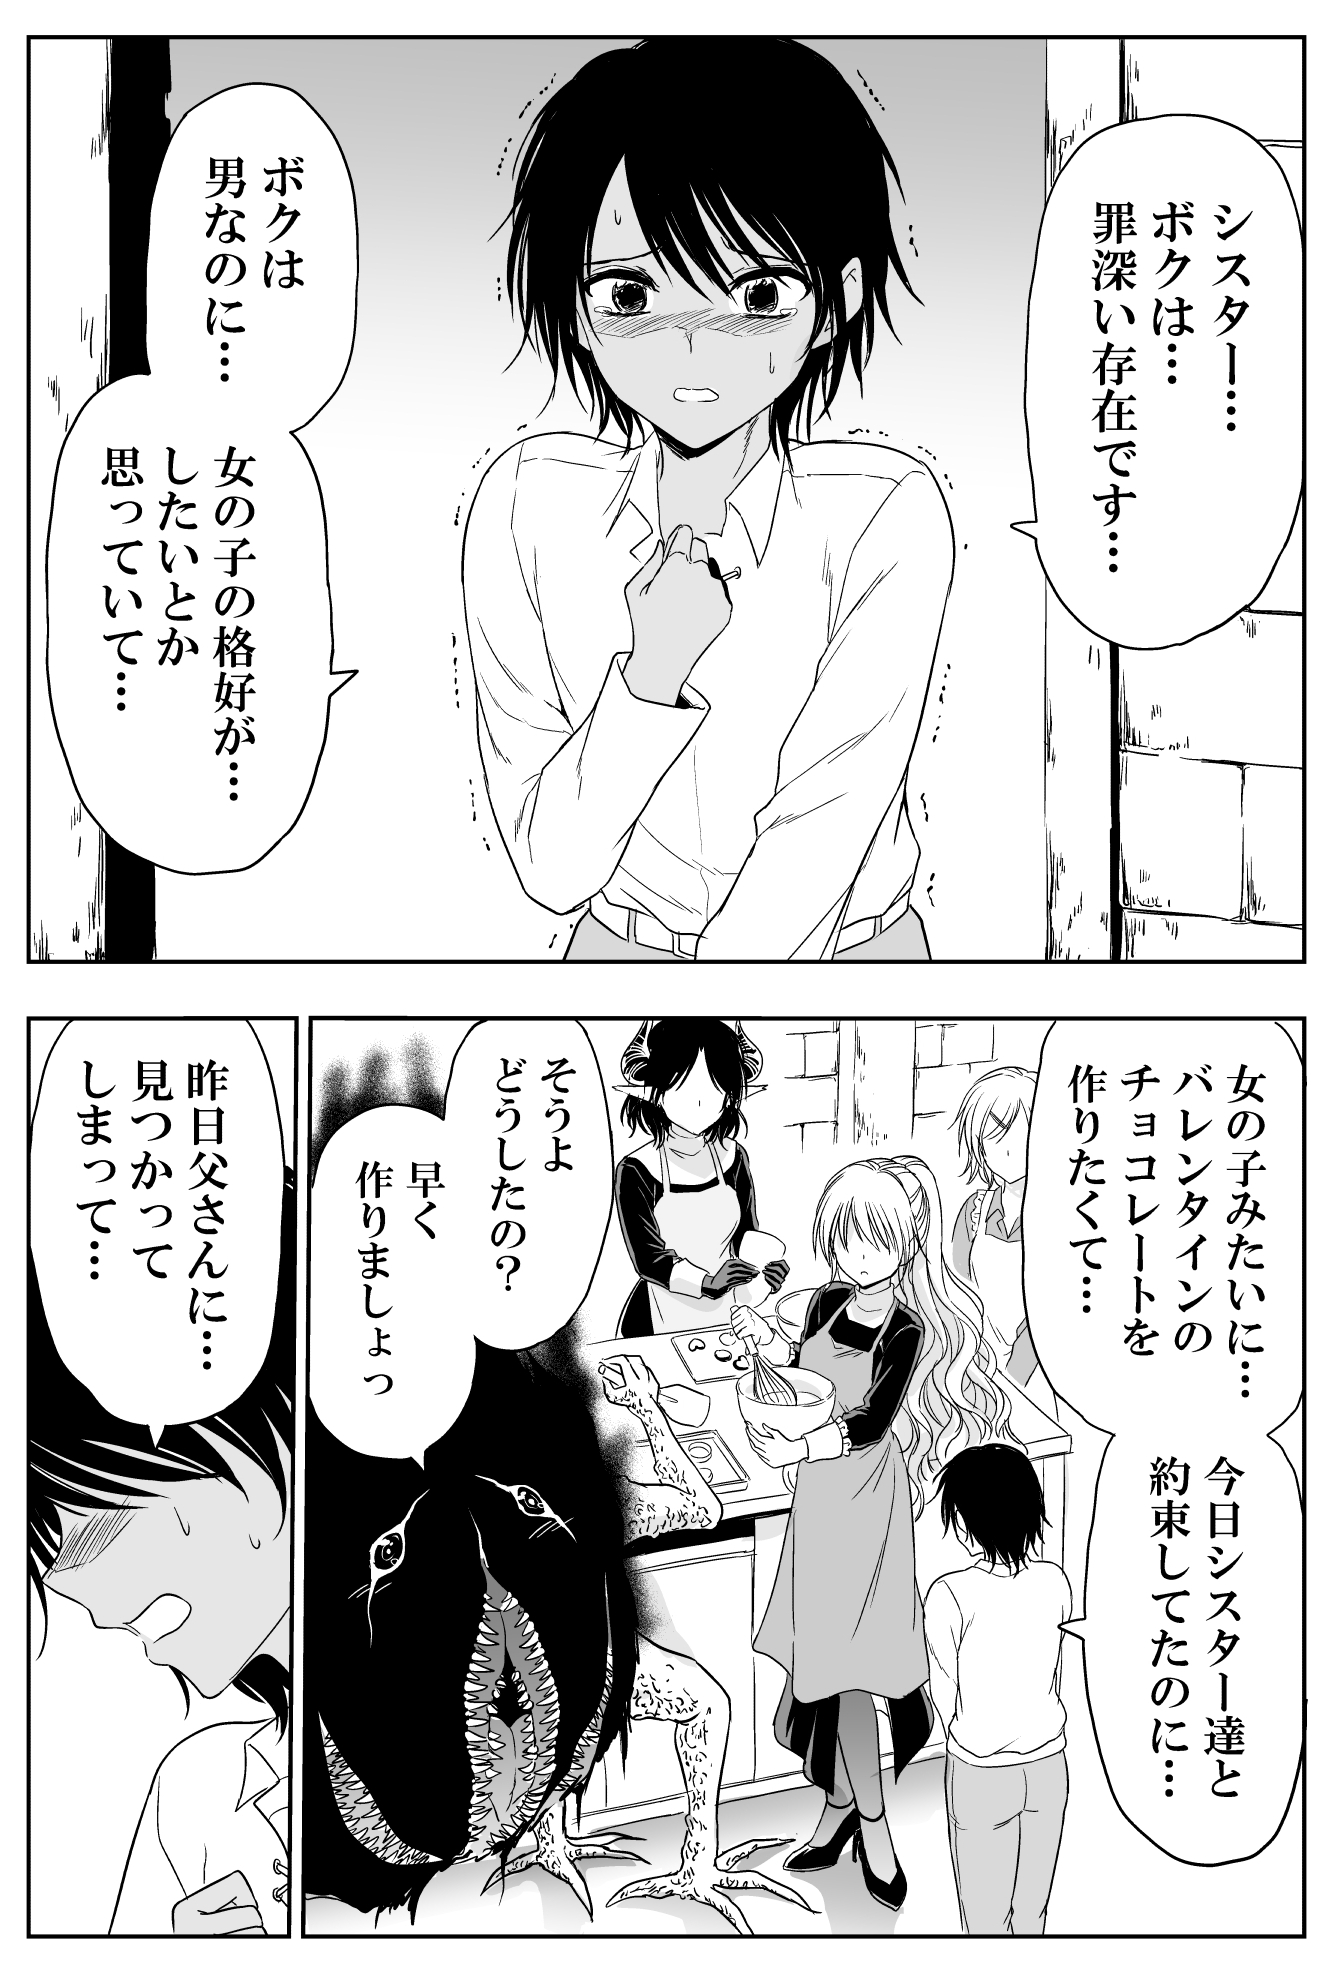 シスター…
ボクは…
罪深い存在です…
ボクは
男なのに…
女の子の格好が…
したいとか
思っていて…
女の子みたいに…
バレンタインの
チョコレートを
作りたくて…
今日シスター達と
約束してたのに…
そうよ
どうしたの？
早く
作りましょっ
昨日父さんに…
見つかって
しまって…